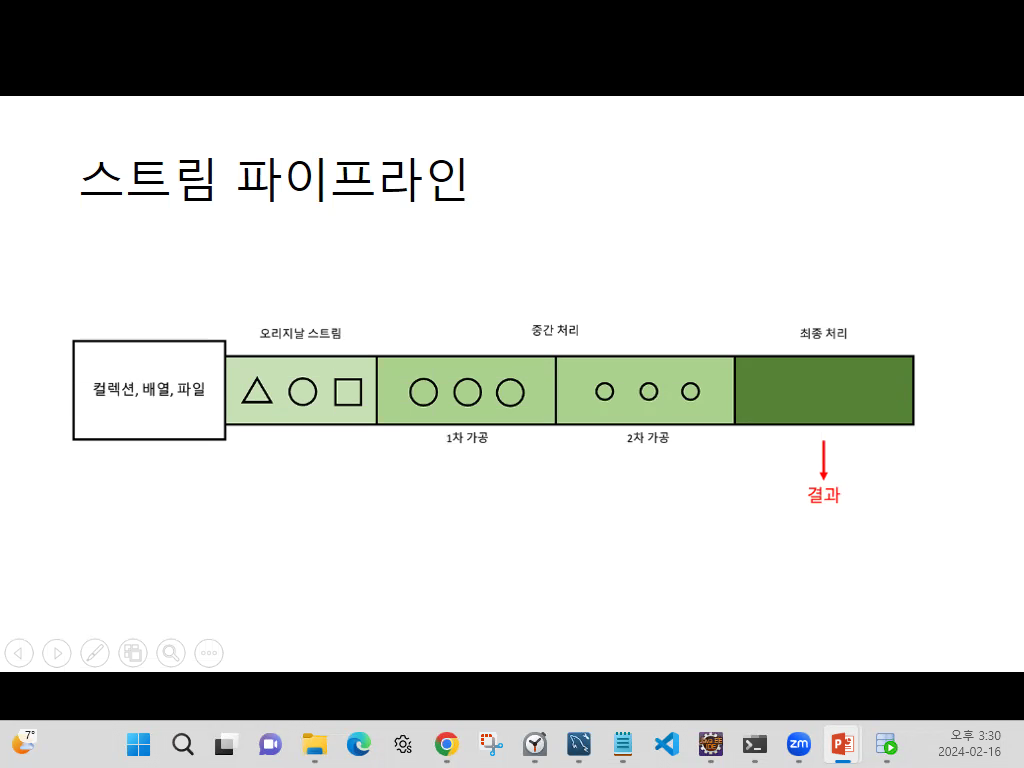 스트림 파이프라인
오리지날 스트림
중간 처리
최종 처리
컬렉션, 배열, 파일
1차 가공
2차 가공
결과
7°
zm
오후 3:30
2024-02-16